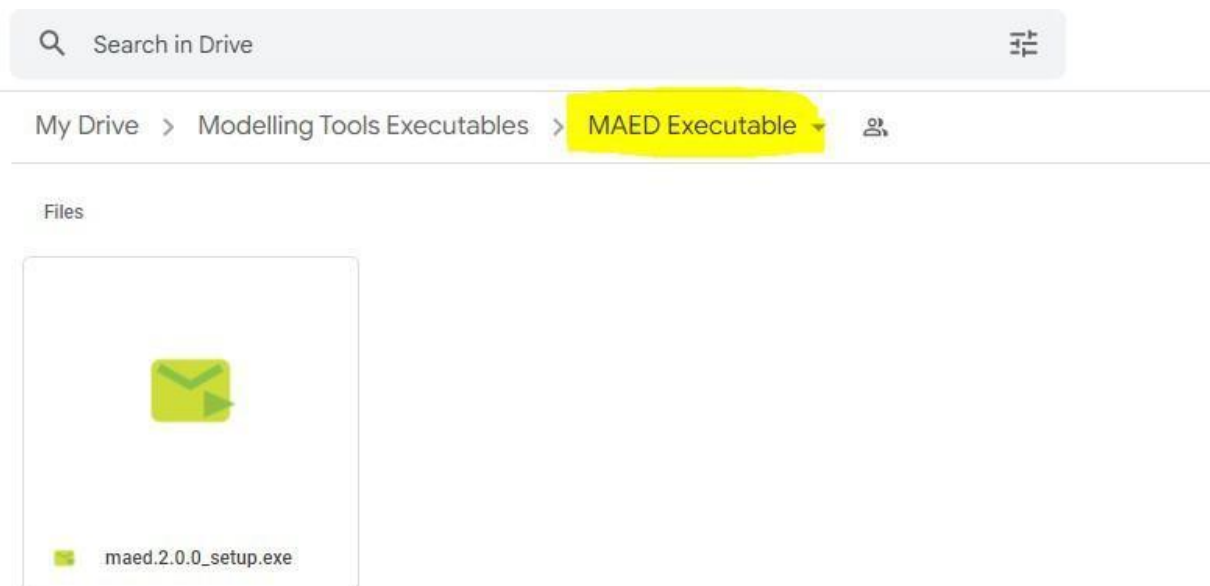 Search in Drive
My Drive > Modelling Tools Executables > MAED Executable
Files
maed.2.0.0_setup.exe